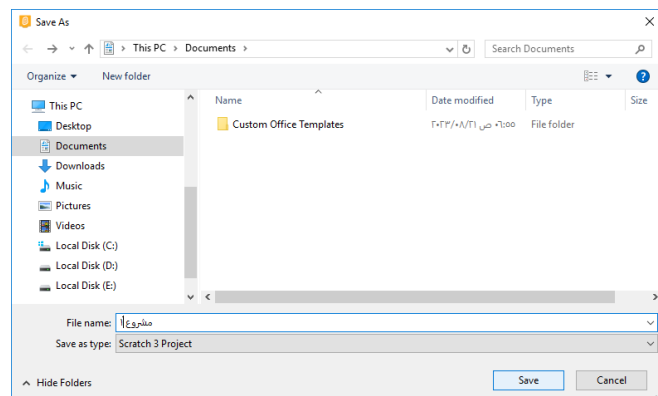 Save As
This PC > Documents >
Search Documents
Organize
New folder
This PC
Desktop
Documents
Downloads
Music
Pictures
Videos
Local Disk (C:)
Local Disk (D:)
Local Disk (E:)
Name Date modified Type Size
Custom Office Templates ٢٠٢٣/٠٨/٢١ ٠٦:٥٥ ص File folder
File name: مشروع١
Save as type: Scratch 3 Project
Hide Folders
Save Cancel